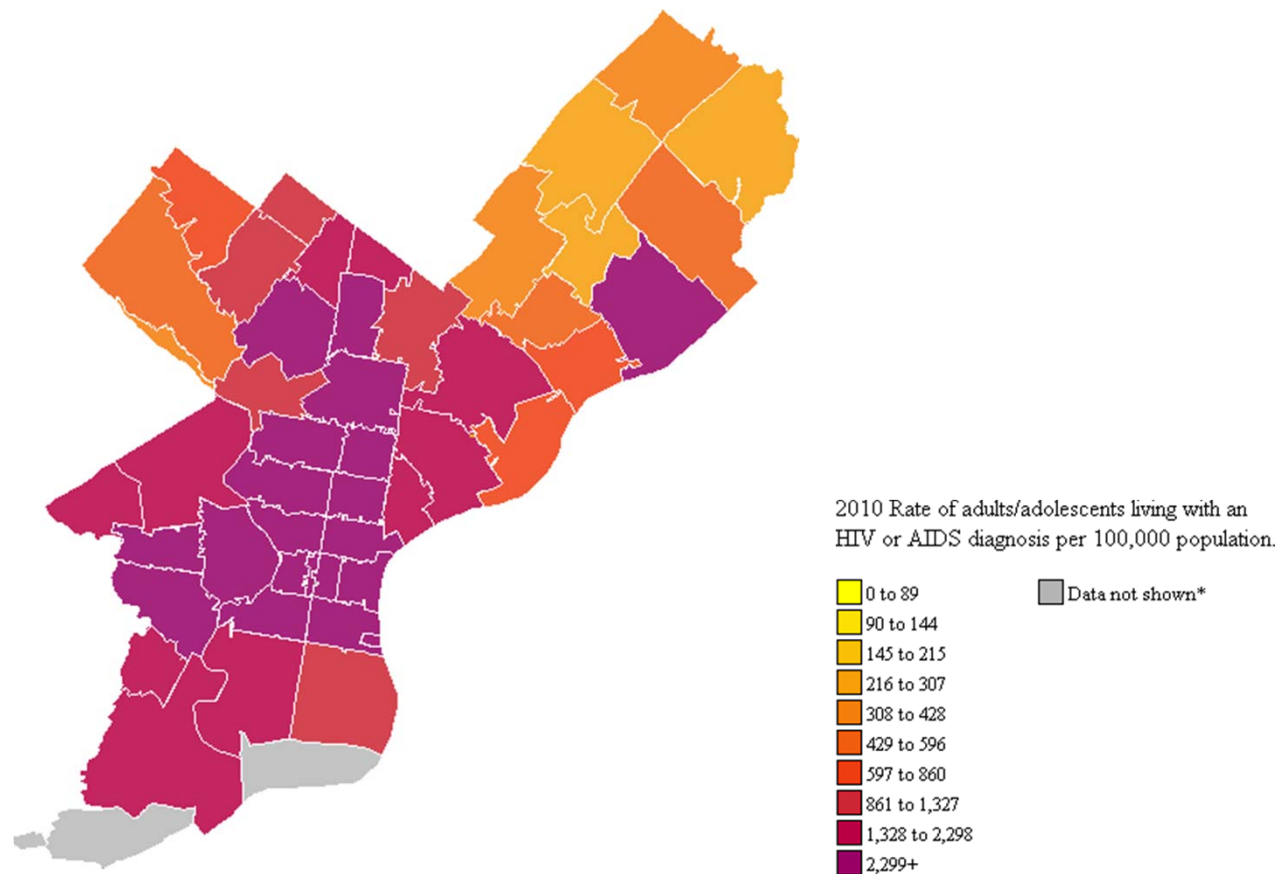 2010 Rate of adults/adolescents living with an
HIV or AIDS diagnosis per 100,000 population.
0 to 89
90 to 144
145 to 215
216 to 307
308 to 428
429 to 596
597 to 860
861 to 1,327
1,328 to 2,298
2,299+
Data not shown*